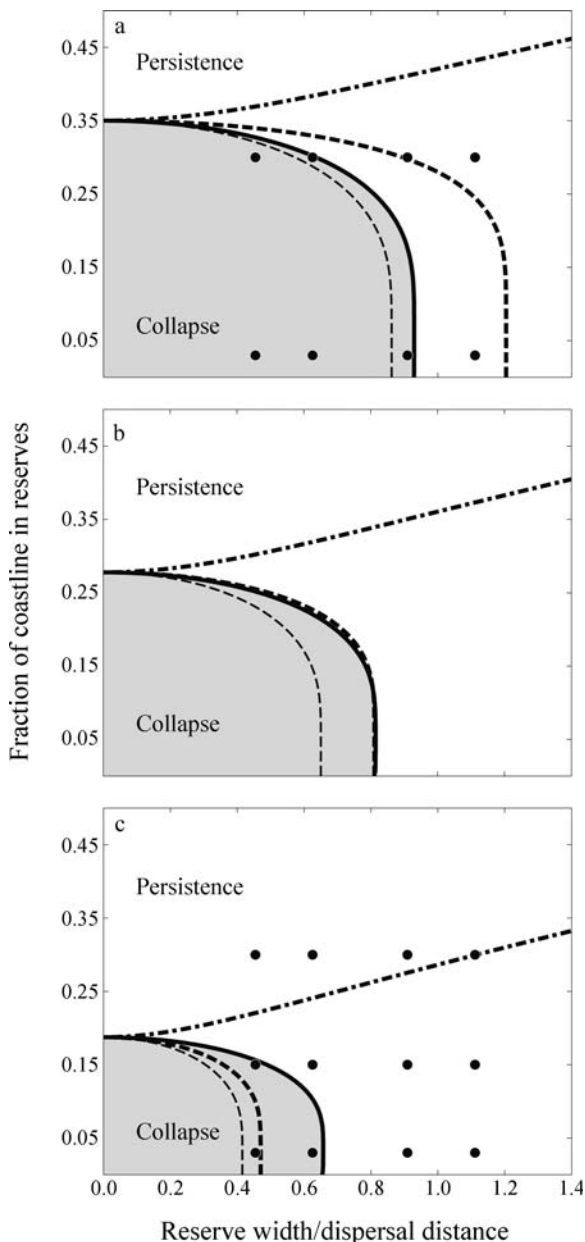 a
0.45
Persistence
0.35
0.25
0.15
Collapse
0.05
b
0.45
Persistence
0.35
0.25
0.15
Collapse
0.05
Fraction of coastline in reserves
c
0.45
Persistence
0.35
0.25
0.15
Collapse
0.05
0.0 0.2 0.4 0.6 0.8 1.0 1.2 1.4
Reserve width/dispersal distance